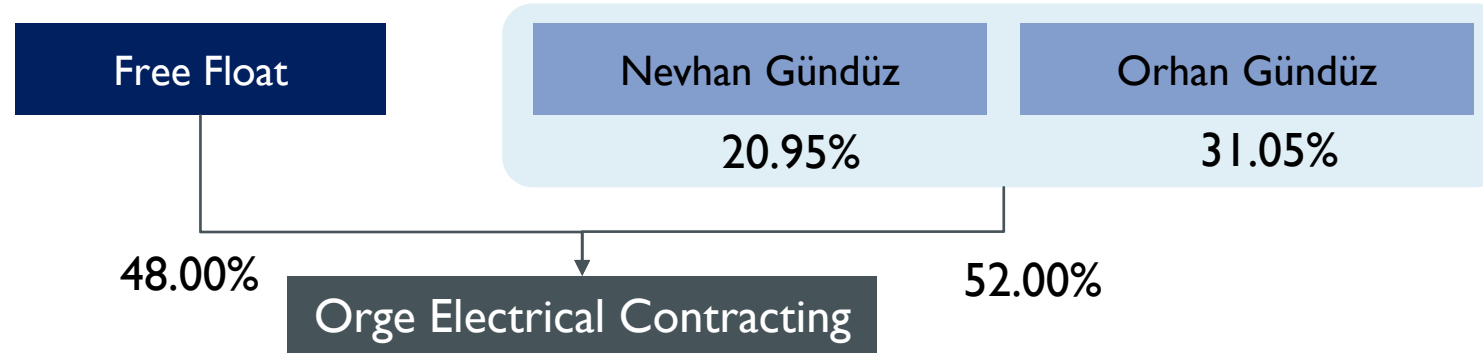 Free Float
Nevhan Gündüz
Orhan Gündüz
20.95%
31.05%
48.00%
52.00%
Orge Electrical Contracting